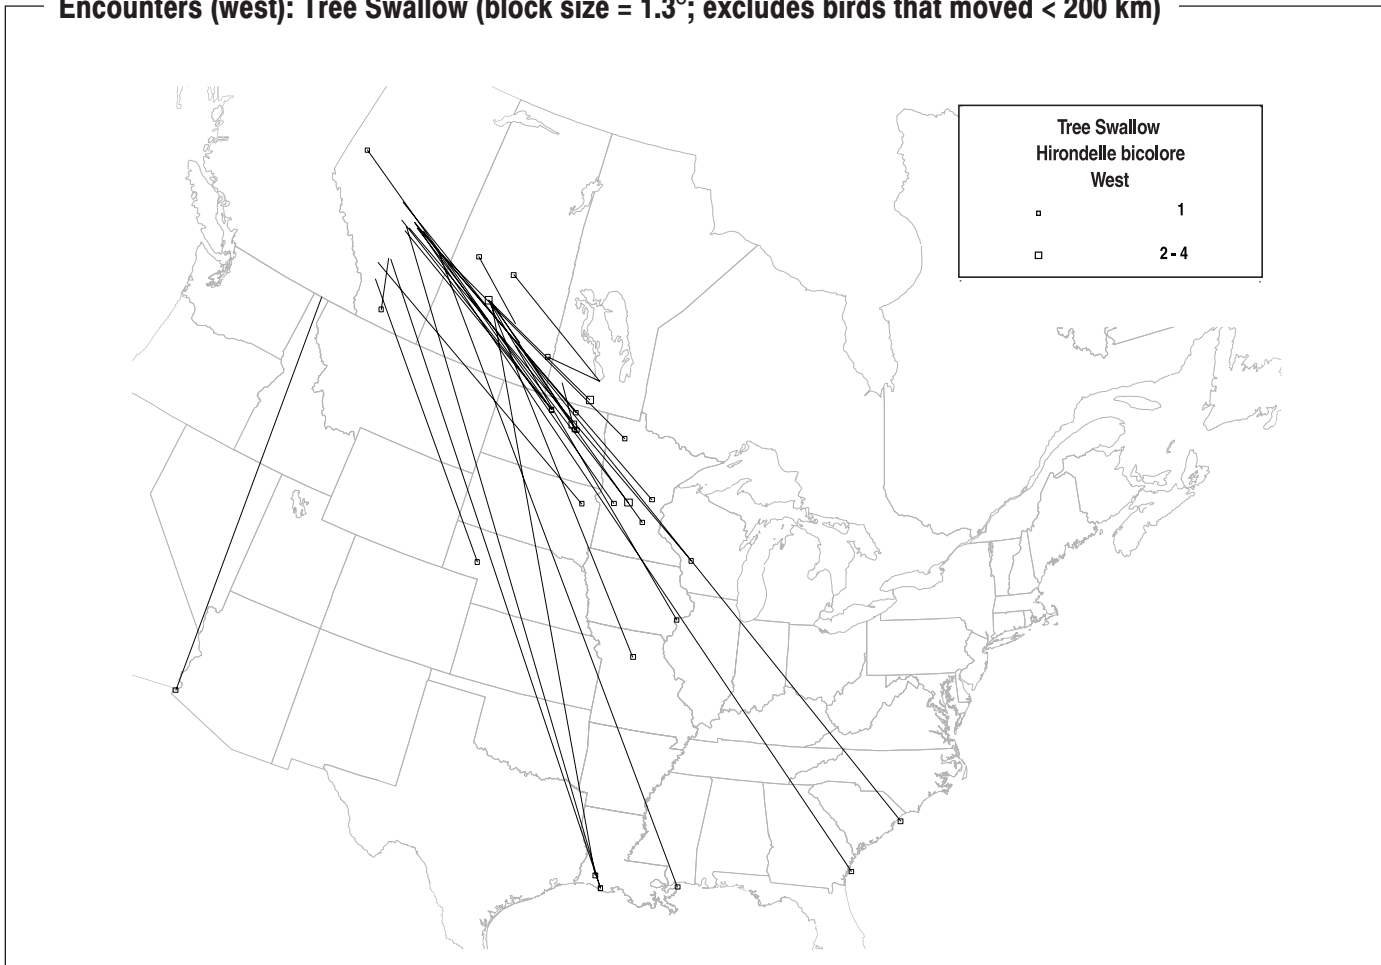 Encounters (west): Tree Swallow (block size = 1.3°; excludes birds that moved < 200 km)
Tree Swallow
Hirondelle bicolore
West
1
2 - 4